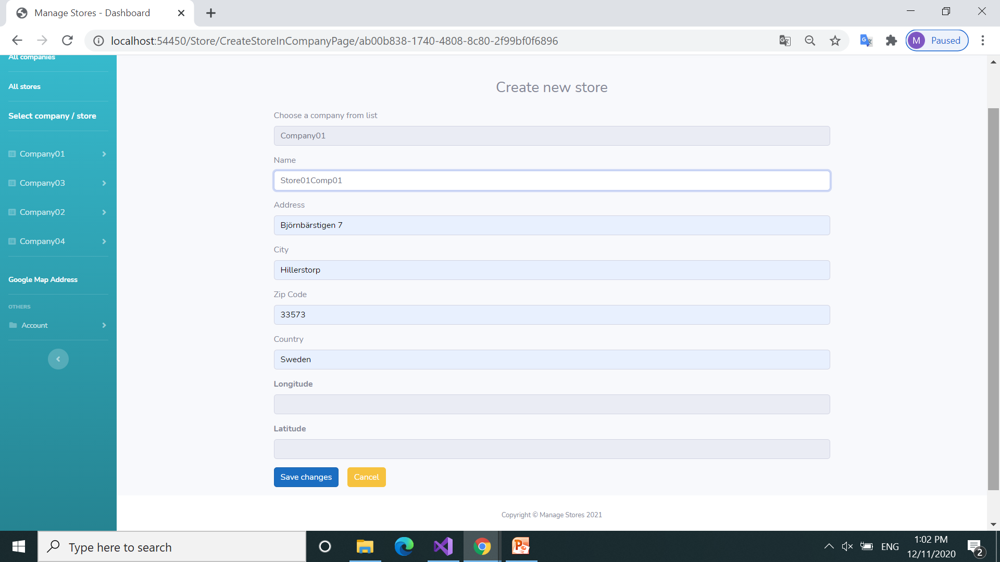 Manage Stores - Dashboard
localhost:54450/Store/CreateStoreInCompanyPage/ab00b838-1740-4808-8c80-2f99bf0f6896
M Paused
All companies
All stores
Select company / store
Company01
Company03
Company02
Company04
Google Map Address
OTHERS
Account
Create new store
Choose a company from list
Company01
Name
Store01Comp01
Address
Björnbärstigen 7
City
Hillerstorp
Zip Code
33573
Country
Sweden
Longitude
Latitude
Save changes
Cancel
Copyright © Manage Stores 2021
Type here to search
ENG
1:02 PM
12/11/2020
2